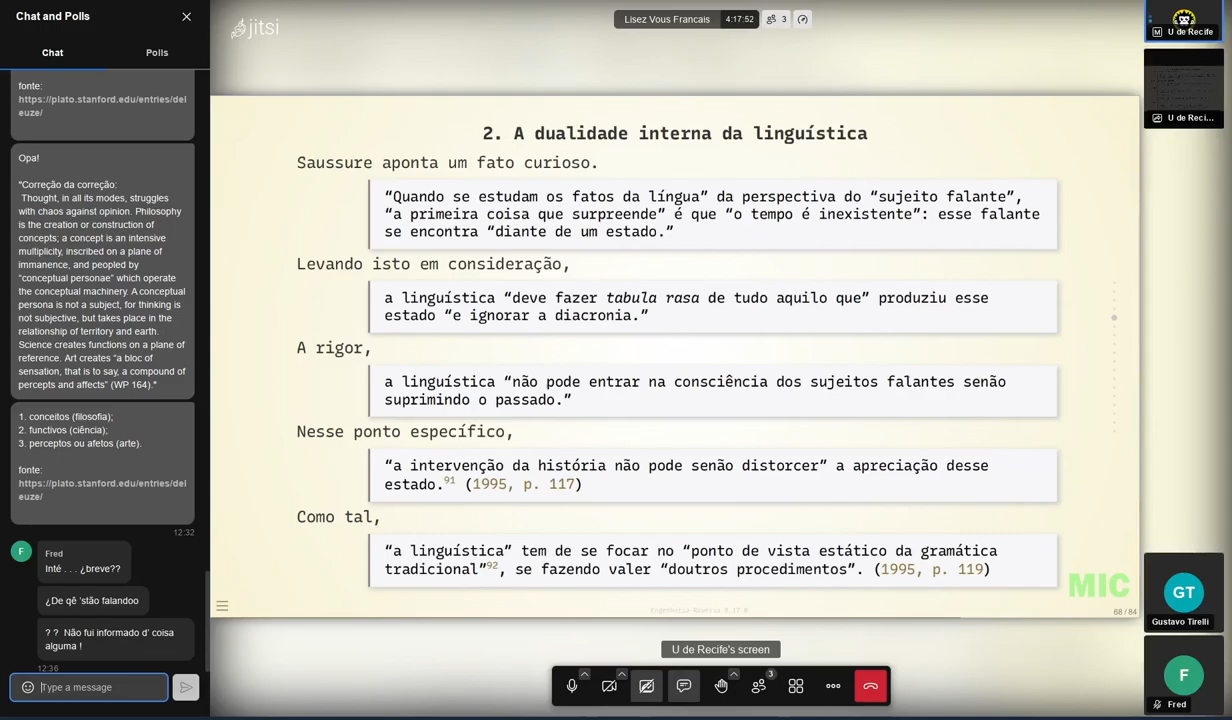 Chat and Polls
Chat
Polls
fonte:
https://plato.stanford.edu/entries/del
euze/
Opa!
"Correção da correção:
Thought, in all its modes, struggles
with chaos against opinion. Philosophy
is the creation or construction of
concepts; a concept is an intensive
multiplicity, inscribed on a plane of
immanence, and peopled by
“conceptual personae” which operate
the conceptual machinery. A conceptual
persona is not a subject, for thinking is
not subjective, but takes place in the
relationship of territory and earth.
Science creates functions on a plane of
reference. Art creates “a bloc of
sensation, that is to say, a compound of
percepts and affects” (WP 164)."
1. conceitos (filosofia);
2. functivos (ciência);
3. perceptos ou afetos (arte).
fonte:
https://plato.stanford.edu/entries/del
euze/
12:32
F
Fred
Inté . . . ¿breve??
¿De qê 'stão falandoo
? ? Não fui informado d' coisa
alguma !
12:36
Type a message
jitsi
Lisez Vous Francais
4:17:52
3
2. A dualidade interna da linguística
Saussure aponta um fato curioso.
“Quando se estudam os fatos da língua” da perspectiva do “sujeito falante”,
“a primeira coisa que surpreende” é que “o tempo é inexistente”: esse falante
se encontra “diante de um estado.”
Levando isto em consideração,
a linguística “deve fazer tabula rasa de tudo aquilo que” produziu esse
estado “e ignorar a diacronia.”
A rigor,
a linguística “não pode entrar na consciência dos sujeitos falantes senão
suprimindo o passado.”
Nesse ponto específico,
“a intervenção da história não pode senão distorcer” a apreciação desse
estado.91 (1995, p. 117)
Como tal,
“a linguística” tem de se focar no “ponto de vista estático da gramática
tradicional”92, se fazendo valer “doutros procedimentos”. (1995, p. 119)
MIC
Engenharia Reversa 0.17.0
68 / 84
U de Recife's screen
3
M
U de Recife
U de Reci...
GT
Gustavo Tirelli
F
Fred